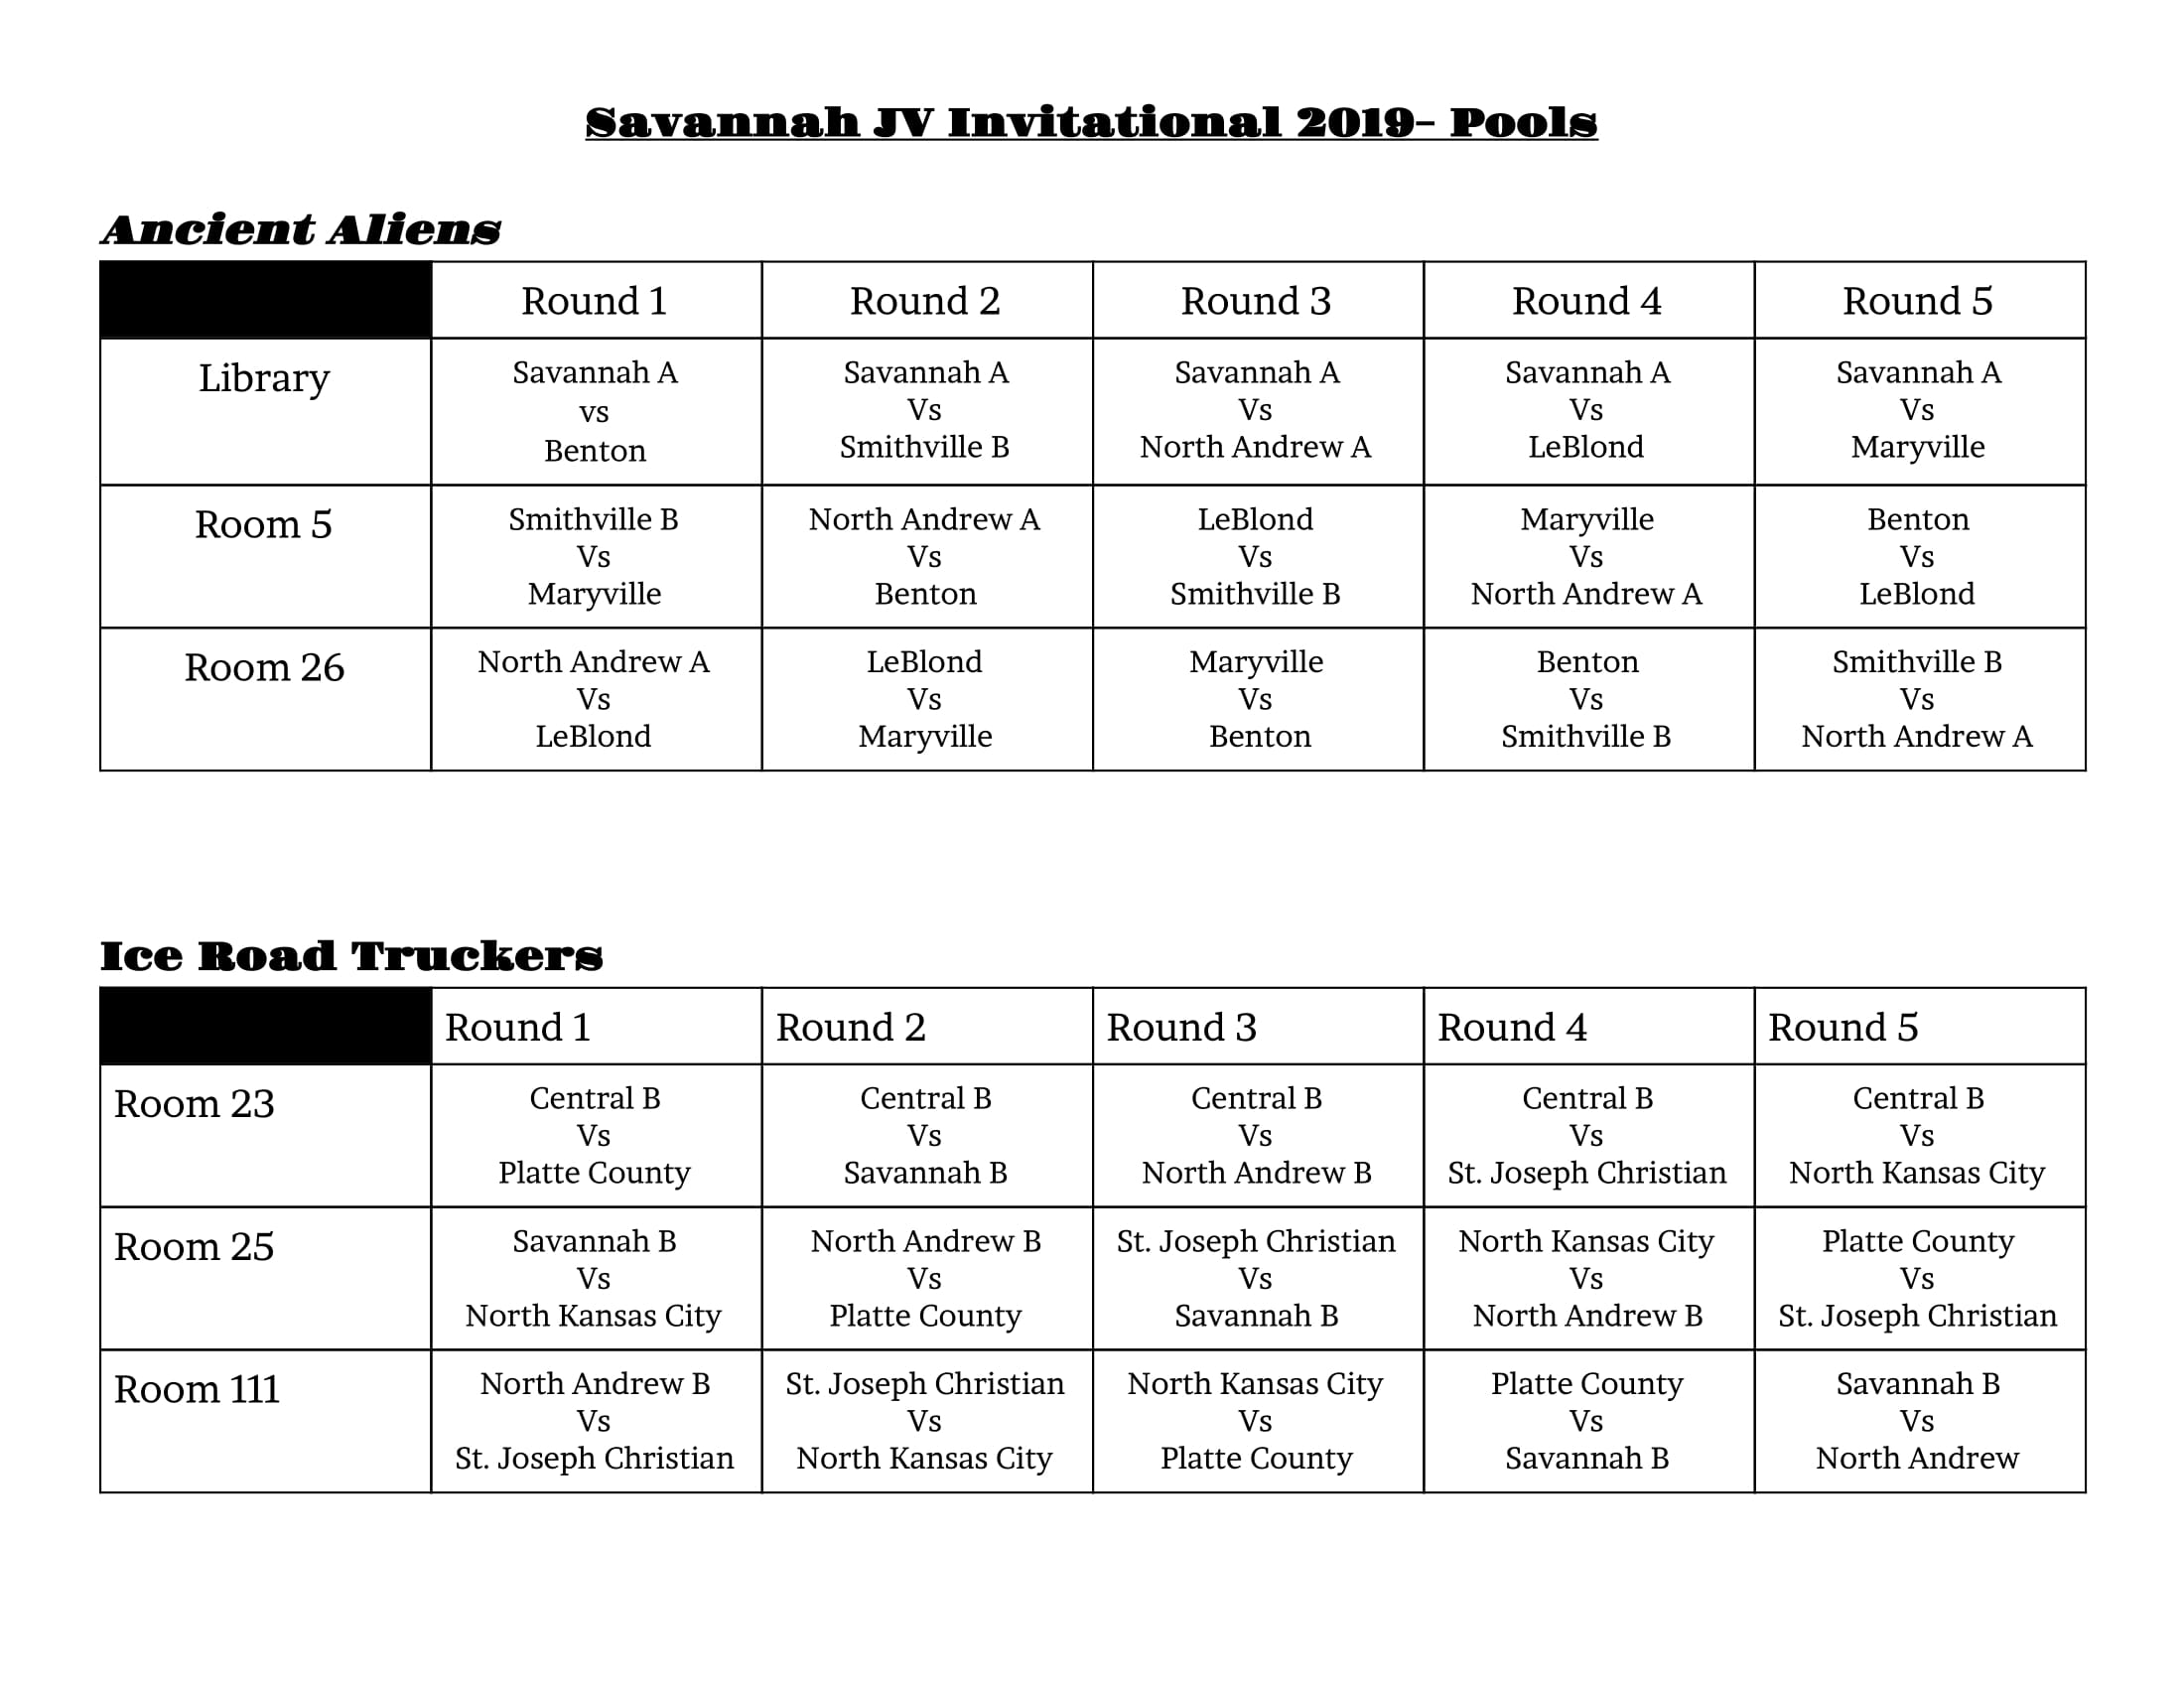 Savannah JV Invitational 2019- Pools
Ancient Aliens
Round 1 Round 2 Round 3 Round 4 Round 5
Library
Savannah A
vs
Benton
Savannah A
Vs
Smithville B
Savannah A
Vs
North Andrew A
Savannah A
Vs
LeBlond
Savannah A
Vs
Maryville
Room 5
Smithville B
Vs
Maryville
North Andrew A
Vs
Benton
LeBlond
Vs
Smithville B
Maryville
Vs
North Andrew A
Benton
Vs
LeBlond
Room 26
North Andrew A
Vs
LeBlond
LeBlond
Vs
Maryville
Maryville
Vs
Benton
Benton
Vs
Smithville B
Smithville B
Vs
North Andrew A
Ice Road Truckers
Round 1 Round 2 Round 3 Round 4 Round 5
Room 23
Central B
Vs
Platte County
Central B
Vs
Savannah B
Central B
Vs
North Andrew B
Central B
Vs
St. Joseph Christian
Central B
Vs
North Kansas City
Room 25
Savannah B
Vs
North Kansas City
North Andrew B
Vs
Platte County
St. Joseph Christian
Vs
Savannah B
North Kansas City
Vs
North Andrew B
Platte County
Vs
St. Joseph Christian
Room 111
North Andrew B
Vs
St. Joseph Christian
St. Joseph Christian
Vs
North Kansas City
North Kansas City
Vs
Platte County
Platte County
Vs
Savannah B
Savannah B
Vs
North Andrew